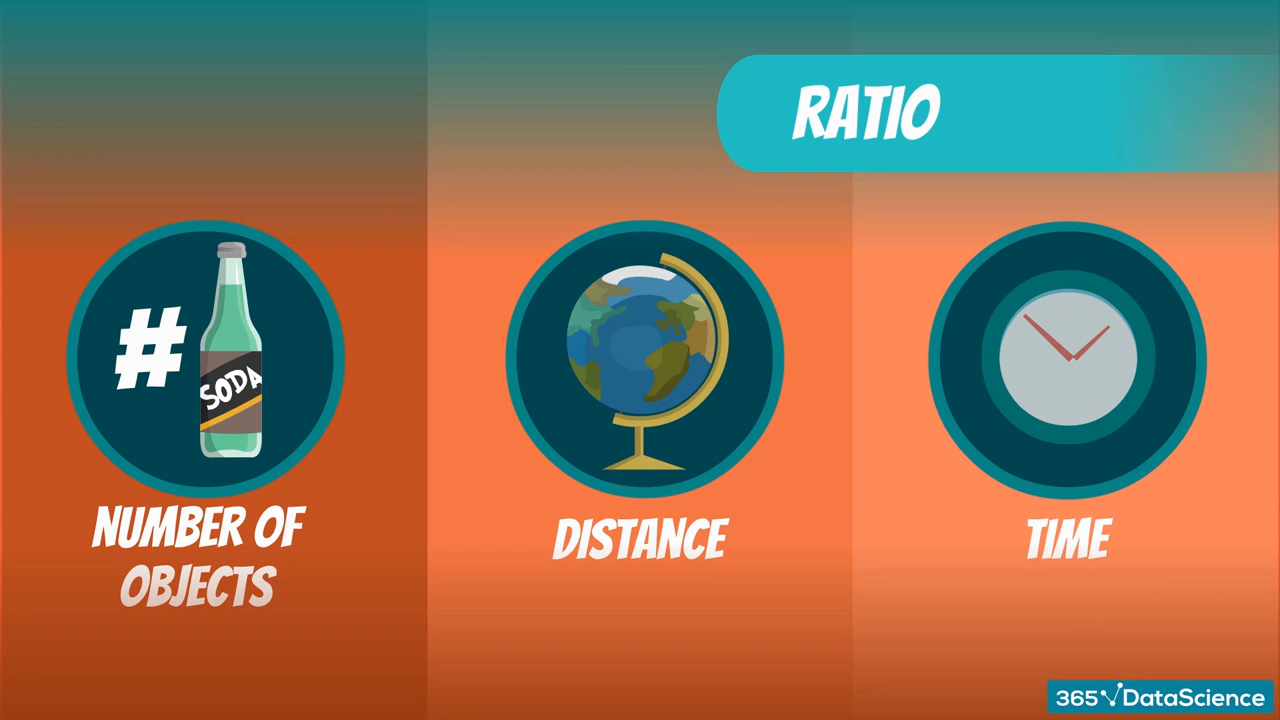 RATIO
#
SODA
NUMBER OF
OBJECTS
DISTANCE
TIME
365 DataScience